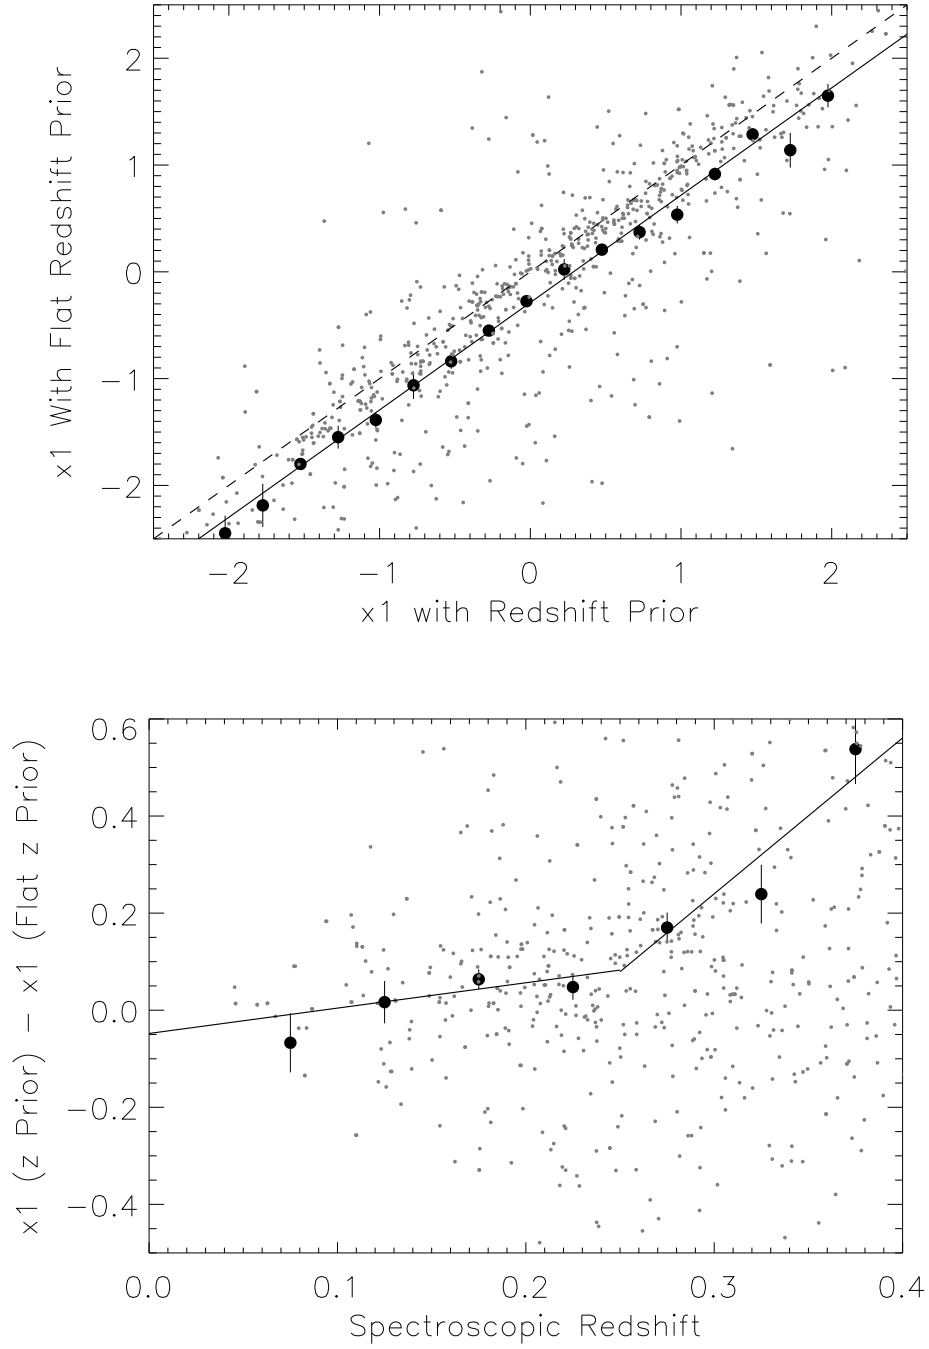 x1 With Flat Redshift Prior
2
1
0
−1
−2
−2 −1 0 1 2
x1 with Redshift Prior
x1 (z Prior) − x1 (Flat z Prior)
0.6
0.4
0.2
0.0
−0.2
−0.4
0.0 0.1 0.2 0.3 0.4
Spectroscopic Redshift